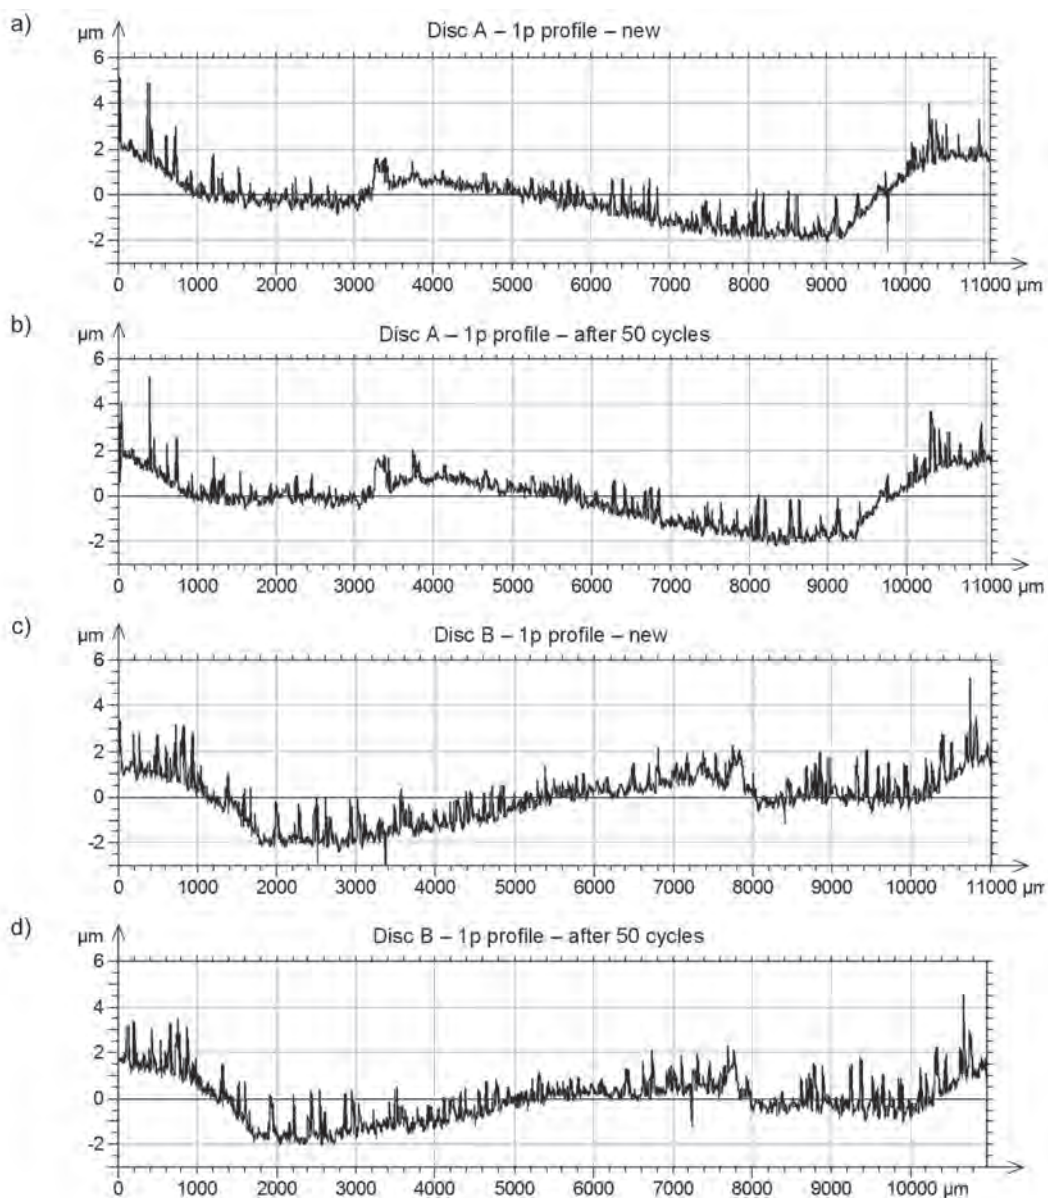 a)
Disc A – 1p profile – new
µm
6
4
2
0
-2
0 1000 2000 3000 4000 5000 6000 7000 8000 9000 10000 11000 µm
b)
Disc A – 1p profile – after 50 cycles
µm
6
4
2
0
-2
0 1000 2000 3000 4000 5000 6000 7000 8000 9000 10000 11000 µm
c)
Disc B – 1p profile – new
µm
6
4
2
0
-2
0 1000 2000 3000 4000 5000 6000 7000 8000 9000 10000 11000 µm
d)
Disc B – 1p profile – after 50 cycles
µm
6
4
2
0
-2
0 1000 2000 3000 4000 5000 6000 7000 8000 9000 10000 µm